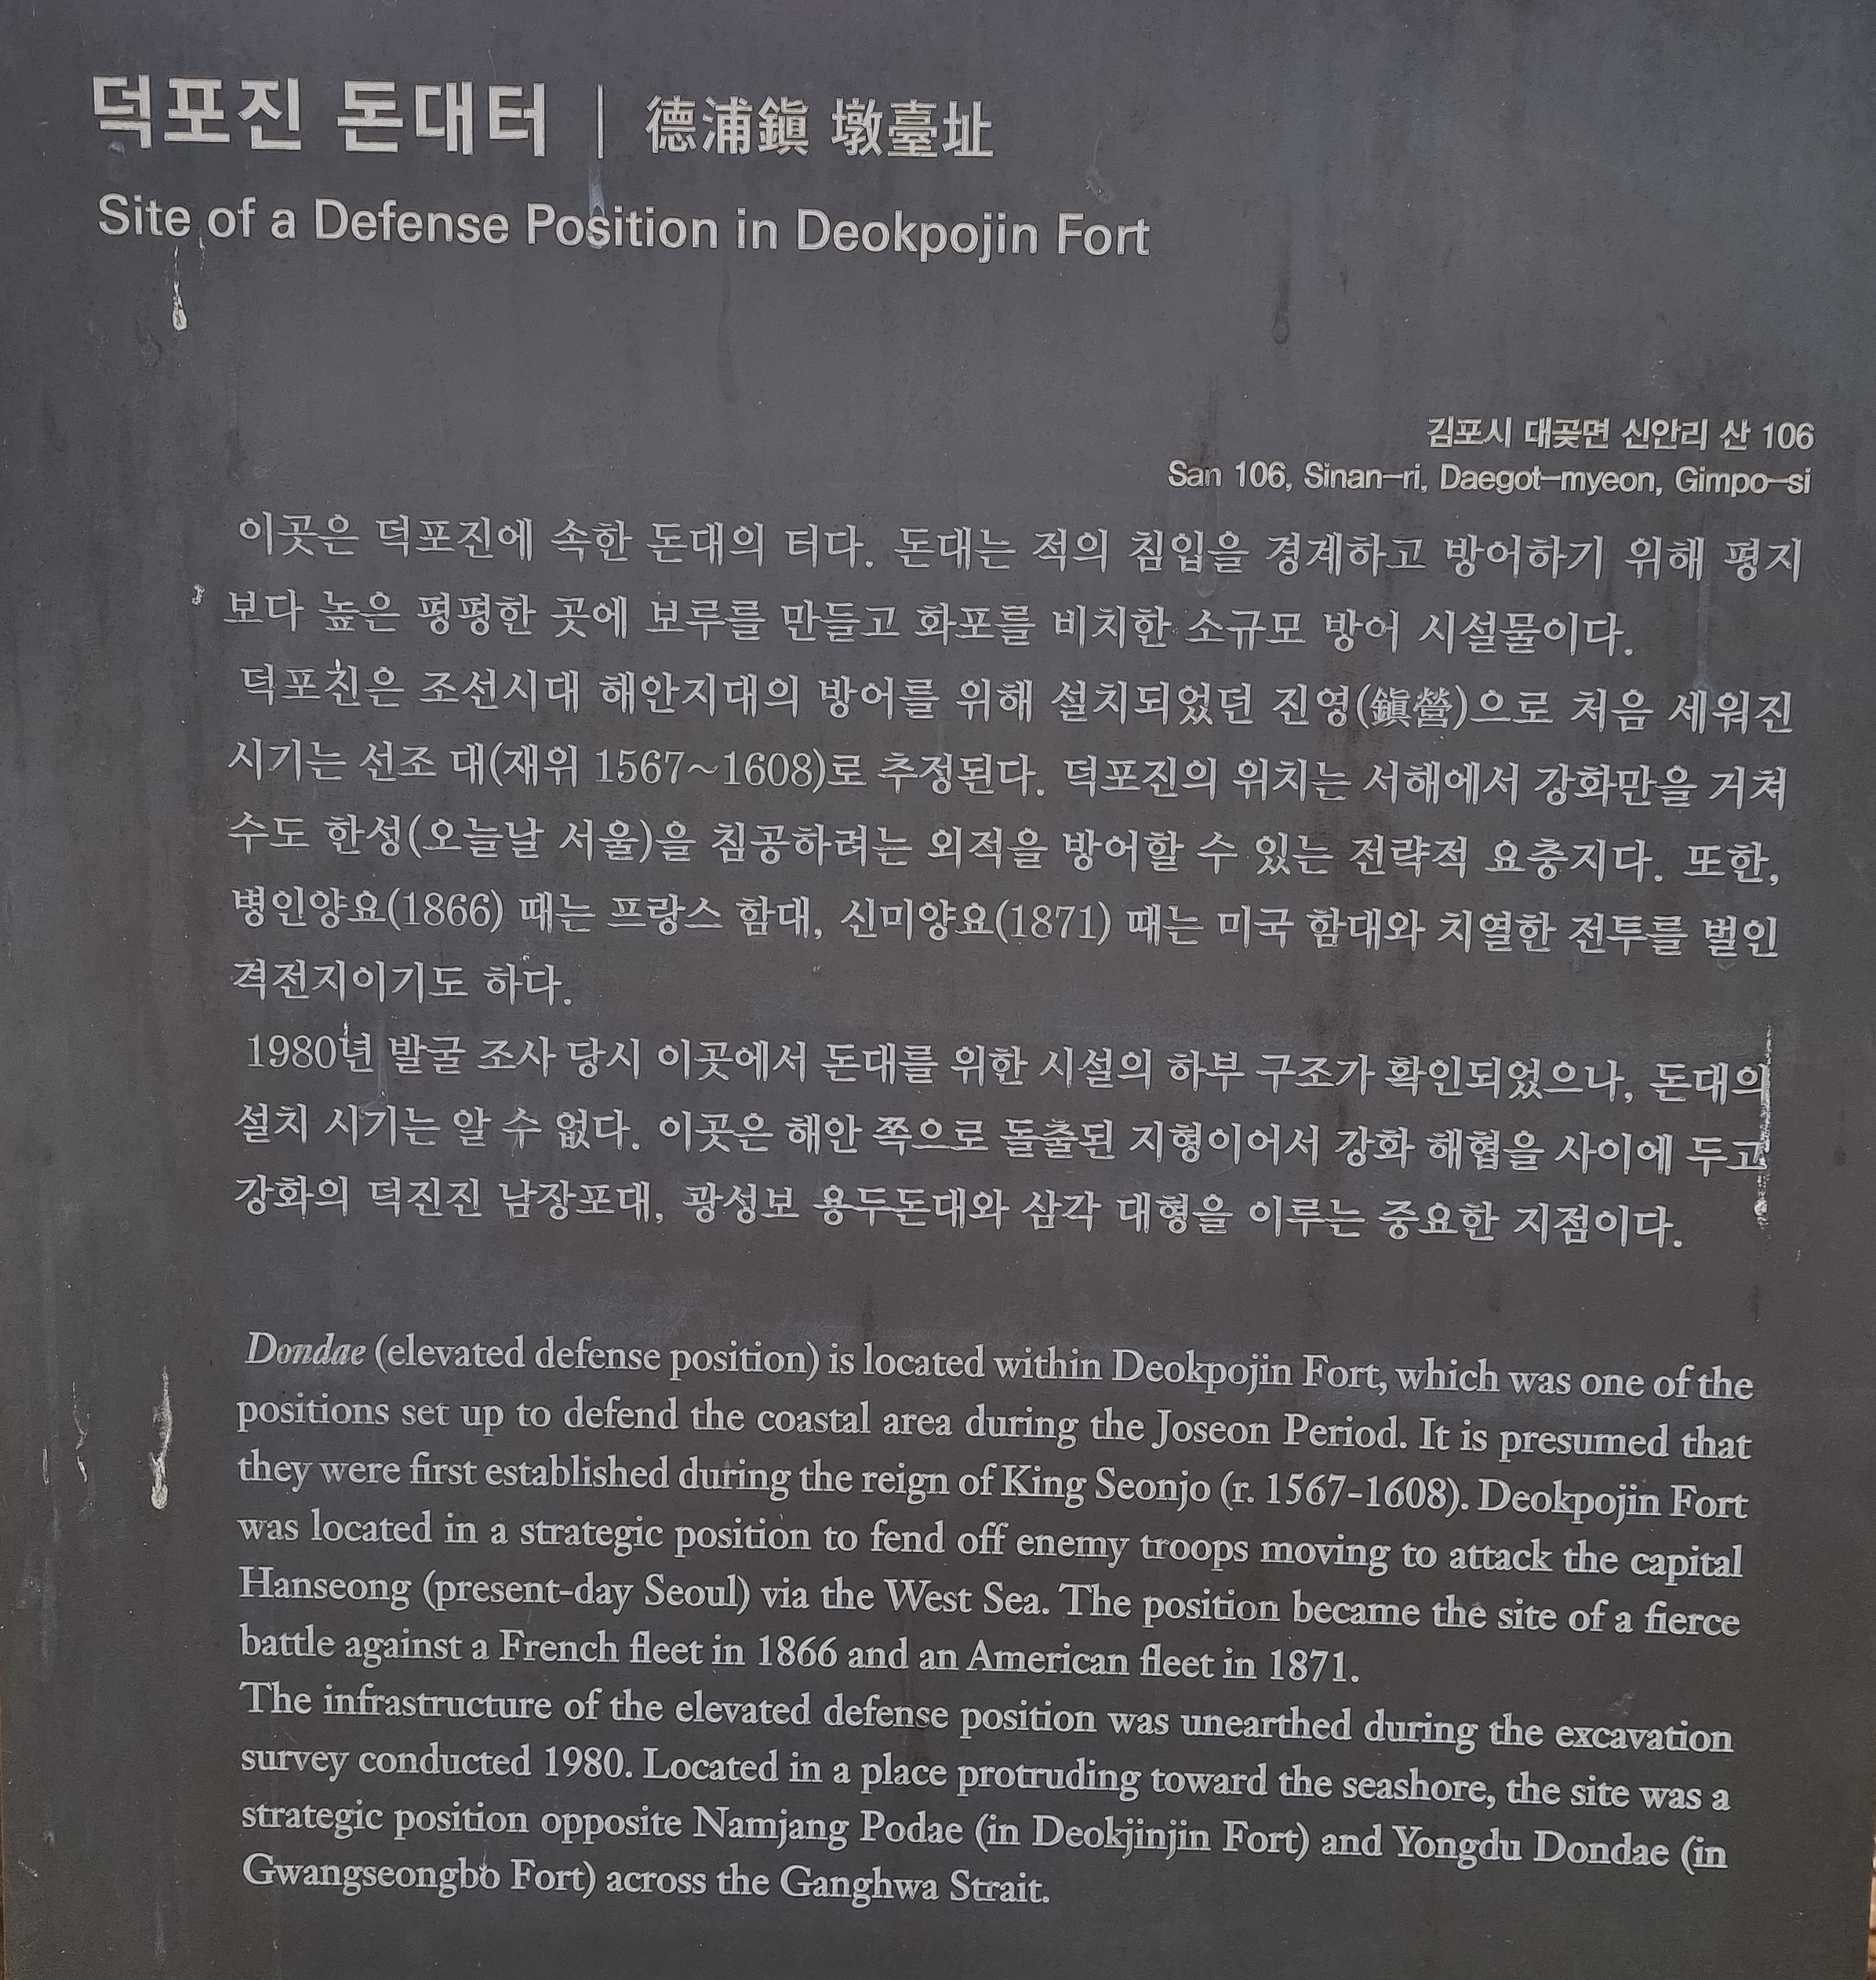 덕포진 돈대터 | 德浦鎭 墩臺址
Site of a Defense Position in Deokpojin Fort
김포시 대곶면 신안리 산 106
San 106, Sinan-ri, Daegot-myeon, Gimpo-si
이곳은 덕포진에 속한 돈대의 터다. 돈대는 적의 침입을 경계하고 방어하기 위해 평지
보다 높은 평평한 곳에 보루를 만들고 화포를 비치한 소규모 방어 시설물이다.
덕포진은 조선시대 해안지대의 방어를 위해 설치되었던 진영(鎭營)으로 처음 세워진
시기는 선조 대(재위 1567~1608)로 추정된다. 덕포진의 위치는 서해에서 강화만을 거쳐
수도 한성(오늘날 서울)을 침공하려는 외적을 방어할 수 있는 전략적 요충지다. 또한,
병인양요(1866) 때는 프랑스 함대, 신미양요(1871) 때는 미국 함대와 치열한 전투를 벌인
격전지이기도 하다.
1980년 발굴 조사 당시 이곳에서 돈대를 위한 시설의 하부 구조가 확인되었으나, 돈대의
설치 시기는 알 수 없다. 이곳은 해안 쪽으로 돌출된 지형이어서 강화 해협을 사이에 두고
강화의 덕진진 남장포대, 광성보 용두돈대와 삼각 대형을 이루는 중요한 지점이다.
Dondae (elevated defense position) is located within Deokpojin Fort, which was one of the
positions set up to defend the coastal area during the Joseon Period. It is presumed that
they were first established during the reign of King Seonjo (r. 1567-1608). Deokpojin Fort
was located in a strategic position to fend off enemy troops moving to attack the capital
Hanseong (present-day Seoul) via the West Sea. The position became the site of a fierce
battle against a French fleet in 1866 and an American fleet in 1871.
The infrastructure of the elevated defense position was unearthed during the excavation
survey conducted 1980. Located in a place protruding toward the seashore, the site was a
strategic position opposite Namjang Podae (in Deokjinjin Fort) and Yongdu Dondae (in
Gwangseongbo Fort) across the Ganghwa Strait.